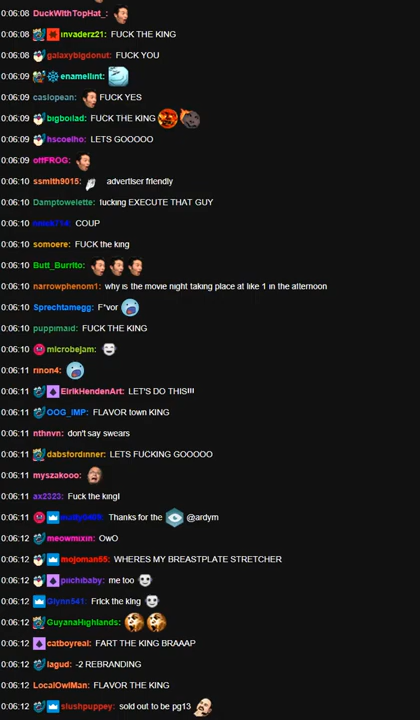 0:06:08 DuckWithTopHat_:
0:06:08 invaderz21: FUCK THE KING
0:06:08 galaxybigdonut: FUCK YOU
0:06:09 enamellint:
0:06:09 casiopean: FUCK YES
0:06:09 bigboilad: FUCK THE KING
0:06:09 hscoelho: LETS GOOOOO
0:06:09 offFROG:
0:06:10 ssmith9015: advertiser friendly
0:06:10 Damptowelette: fucking EXECUTE THAT GUY
0:06:10 COUP
0:06:10 somoere: FUCK the king
0:06:10 Butt_Burrito:
0:06:10 narrowphenom1: why is the movie night taking place at like 1 in the afternoon
0:06:10 Sprechtamegg: F*vor
0:06:10 puppimaid: FUCK THE KING
0:06:10 microbejam:
0:06:11 rinon4:
0:06:11 EirikHendenArt: LET'S DO THIS!!!
0:06:11 OOG_IMP: FLAVOR town KING
0:06:11 nthnvn: don't say swears
0:06:11 dabsfordinner: LETS FUCKING GOOOOO
0:06:11 myszakooo:
0:06:11 ax2323: Fuck the king!
0:06:11 Thanks for the @ardym
0:06:12 meowmixin: OwO
0:06:12 mojoman55: WHERES MY BREASTPLATE STRETCHER
0:06:12 piichibaby: me too
0:06:12 Glynn541: Frick the king
0:06:12 GuyanaHighlands:
0:06:12 catboyreal: FART THE KING BRAAAP
0:06:12 lagud: -2 REBRANDING
0:06:12 LocalOwlMan: FLAVOR THE KING
0:06:12 slushpuppey: sold out to be pg13